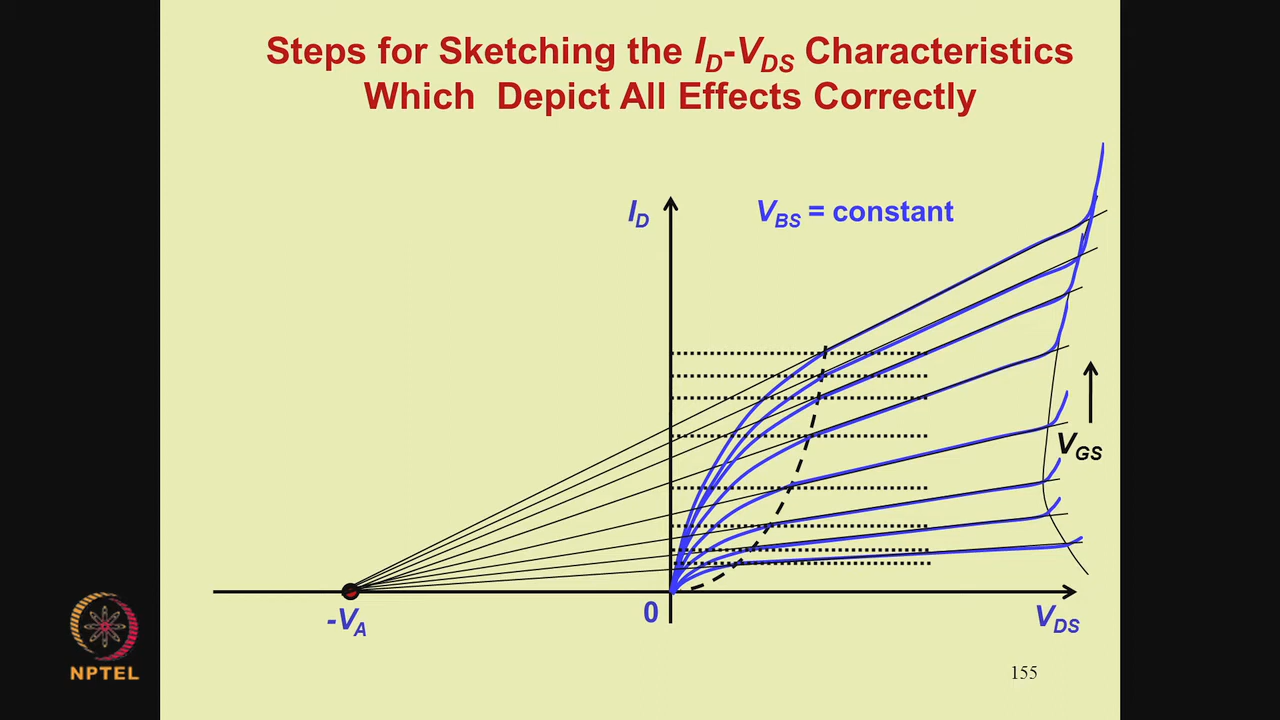 Steps for Sketching the I_D-V_DS Characteristics
Which Depict All Effects Correctly
I_D
V_BS = constant
V_GS
-V_A
0
V_DS
NPTEL
155